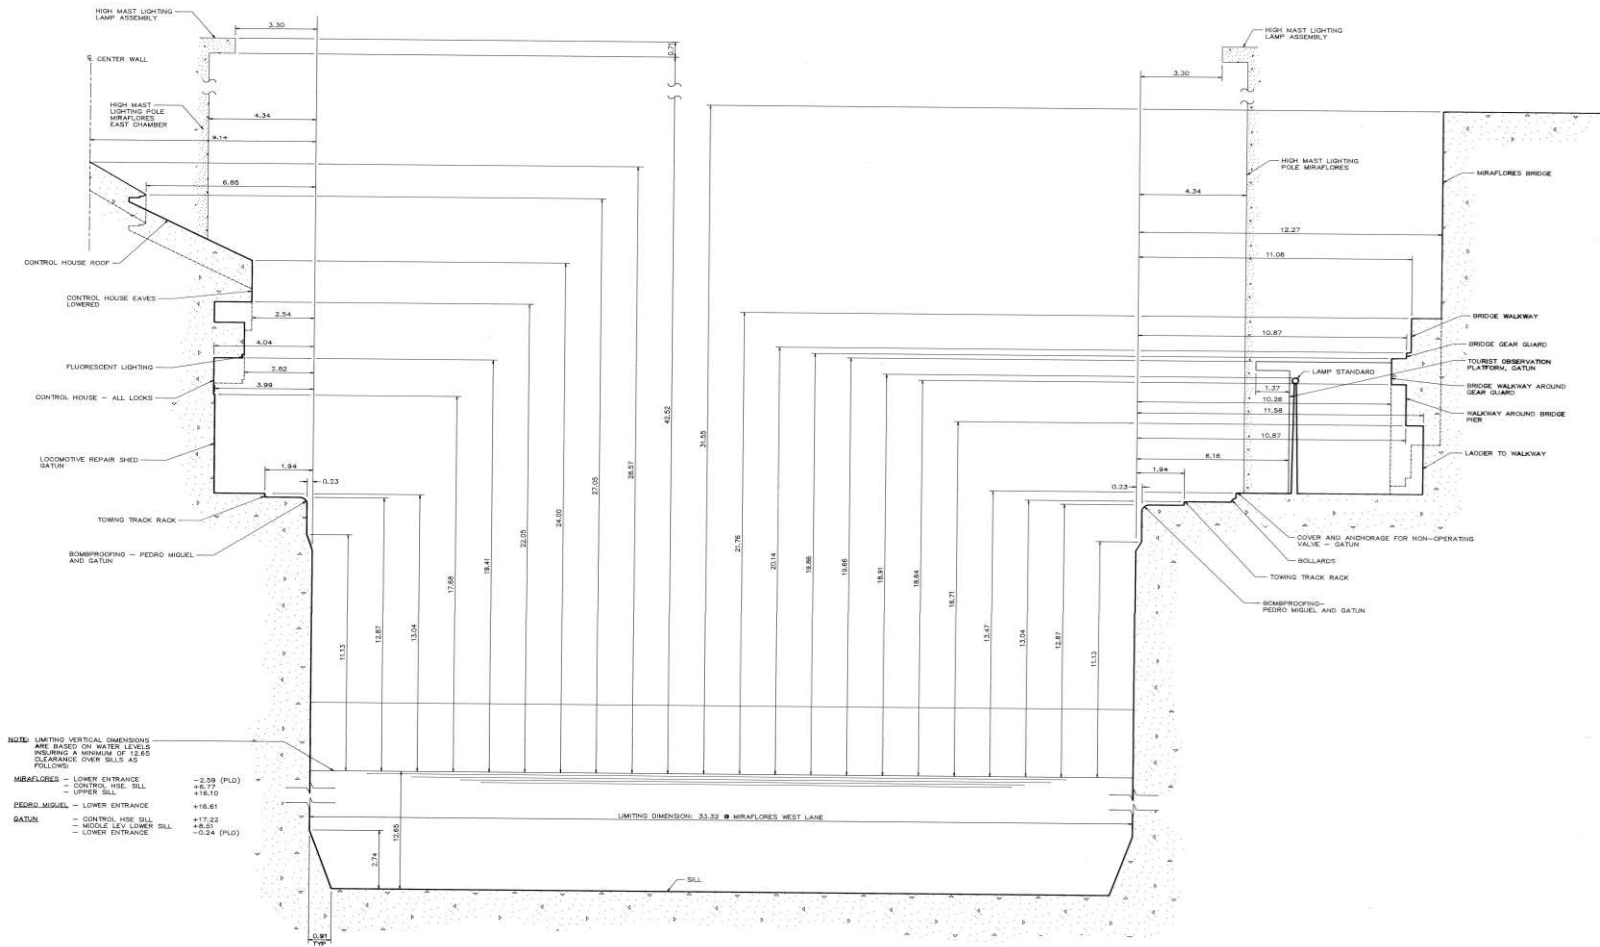 HIGH MAST LIGHTING
LAMP ASSEMBLY
3.30
0.71
℄ CENTER WALL
HIGH MAST
LIGHTING POLE
MIRAFLORES
EAST CHAMBER
4.34
9.14
6.85
CONTROL HOUSE ROOF
CONTROL HOUSE EAVES
LOWERED
2.54
4.04
FLUORESCENT LIGHTING
2.82
CONTROL HOUSE - ALL LOCKS
3.99
LOCOMOTIVE REPAIR SHED
GATUN
1.94
0.23
TOWING TRACK RACK
BOMBPROOFING - PEDRO MIGUEL
AND GATUN
11.13
12.87
13.04
17.68
19.41
22.05
24.00
27.05
28.57
42.52
31.55
21.76
20.14
19.86
19.66
18.91
18.64
16.71
13.47
13.04
12.87
11.13
HIGH MAST LIGHTING
LAMP ASSEMBLY
3.30
HIGH MAST LIGHTING
POLE MIRAFLORES
MIRAFLORES BRIDGE
4.34
12.27
11.06
BRIDGE WALKWAY
10.87
BRIDGE GEAR GUARD
TOURIST OBSERVATION
PLATFORM, GATUN
LAMP STANDARD
BRIDGE WALKWAY AROUND
GEAR GUARD
1.37
10.26
11.58
WALKWAY AROUND BRIDGE
PIER
10.87
LADDER TO WALKWAY
6.16
1.94
0.23
COVER AND ANCHORAGE FOR NON-OPERATING
VALVE - GATUN
BOLLARDS
TOWING TRACK RACK
BOMBPROOFING-
PEDRO MIGUEL AND GATUN
NOTE: LIMITING VERTICAL DIMENSIONS
ARE BASED ON WATER LEVELS
INSURING A MINIMUM OF 12.65
CLEARANCE OVER SILLS AS
FOLLOWS:
MIRAFLORES - LOWER ENTRANCE -2.59 (PLD)
- CONTROL HSE. SILL +6.77
- UPPER SILL +16.10
PEDRO MIGUEL - LOWER ENTRANCE +16.61
GATUN - CONTROL HSE SILL +17.22
- MIDDLE LEV LOWER SILL +8.51
- LOWER ENTRANCE -0.24 (PLD)
LIMITING DIMENSION: 33.32 @ MIRAFLORES WEST LANE
12.65
2.74
SILL
0.91
TYP